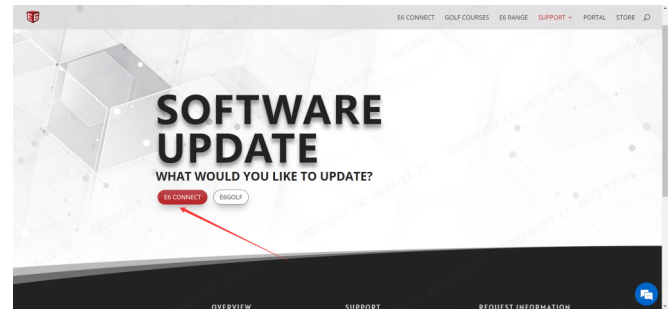 E6
E6 CONNECT GOLF COURSES E6 RANGE SUPPORT PORTAL STORE
SOFTWARE
UPDATE
WHAT WOULD YOU LIKE TO UPDATE?
E6 CONNECT E6GOLF
OVERVIEW SUPPORT REQUEST INFORMATION